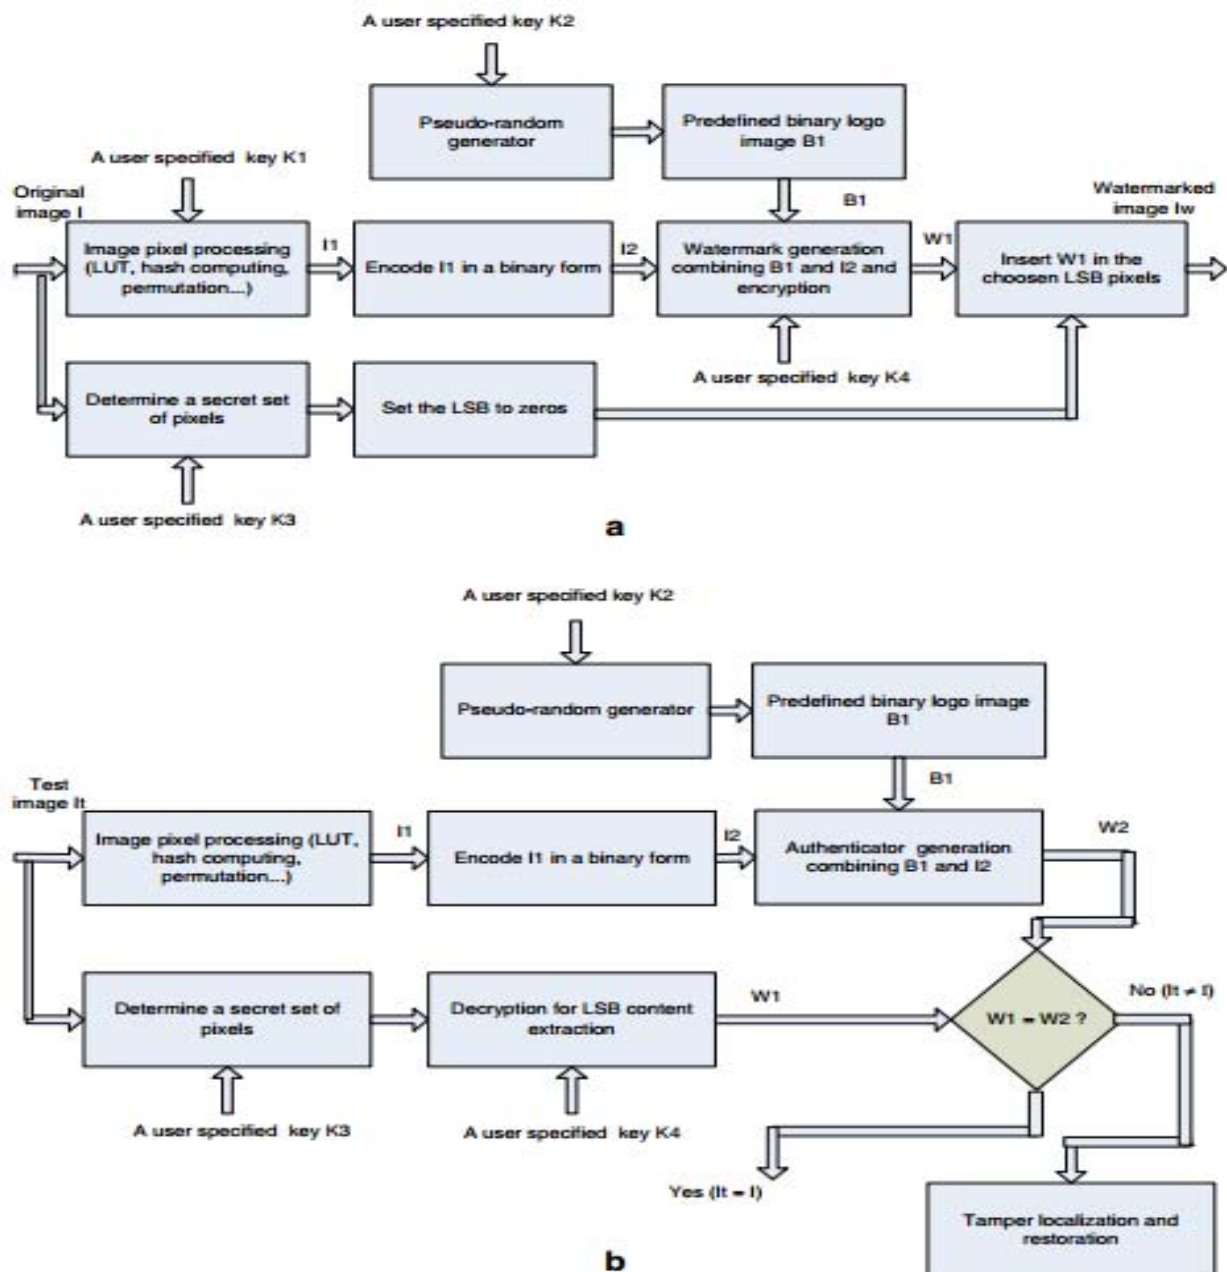 A user specified key K2
Pseudo-random
generator
Predefined binary logo
image B1
A user specified key K1
Original
image I
B1
Watermarked
image Iw
Image pixel processing
(LUT, hash computing,
permutation...)
I1
Encode I1 in a binary form
I2
Watermark generation
combining B1 and I2 and
encryption
W1
Insert W1 in the
choosen LSB pixels
Determine a secret set
of pixels
Set the LSB to zeros
A user specified key K4
A user specified key K3
a
A user specified key K2
Pseudo-random generator
Predefined binary logo image
B1
Test
image It
B1
Image pixel processing (LUT,
hash computing,
permutation...)
I1
Encode I1 in a binary form
I2
Authenticator generation
combining B1 and I2
W2
Determine a secret set of
pixels
Decryption for LSB content
extraction
W1
W1 = W2 ?
No (It ≠ I)
A user specified key K3
A user specified key K4
Yes (It = I)
Tamper localization and
restoration
b